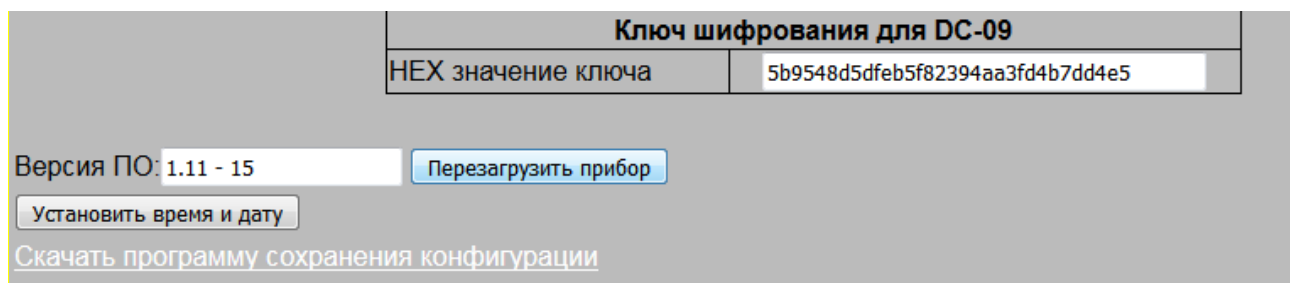 Ключ шифрования для DC-09
HEX значение ключа 5b9548d5dfeb5f82394aa3fd4b7dd4e5
Версия ПО: 1.11 - 15 Перезагрузить прибор
Установить время и дату
Скачать программу сохранения конфигурации